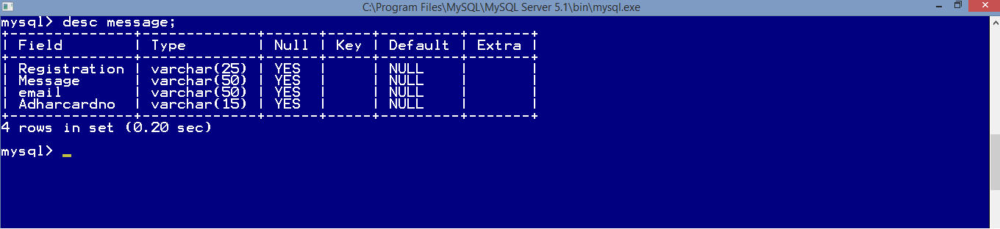 C:\Program Files\MySQL\MySQL Server 5.1\bin\mysql.exe
mysql> desc message;
+--------------+-------------+------+-----+---------+-------+
| Field        | Type        | Null | Key | Default | Extra |
+--------------+-------------+------+-----+---------+-------+
| Registration | varchar(25) | YES  |     | NULL    |       |
| Message      | varchar(50) | YES  |     | NULL    |       |
| email        | varchar(50) | YES  |     | NULL    |       |
| Adharcardno  | varchar(15) | YES  |     | NULL    |       |
+--------------+-------------+------+-----+---------+-------+
4 rows in set (0.20 sec)
mysql> _